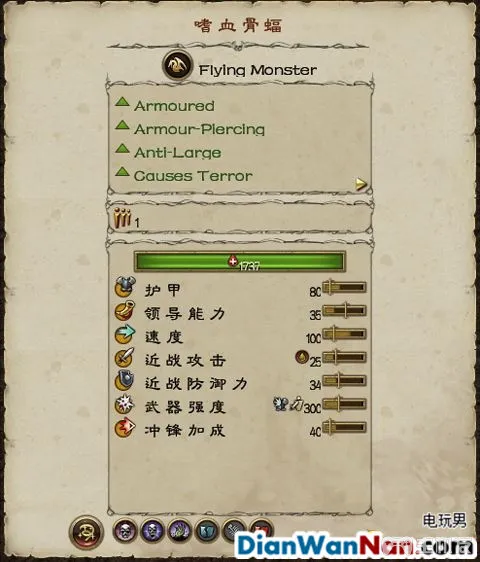 嗜血骨蝠
Flying Monster
Armoured
Armour-Piercing
Anti-Large
Causes Terror
1
1737
护甲 80
领导能力 35
速度 100
近战攻击 25
近战防御力 34
武器强度 300
冲锋加成 40
电玩男
DianWanNan.com